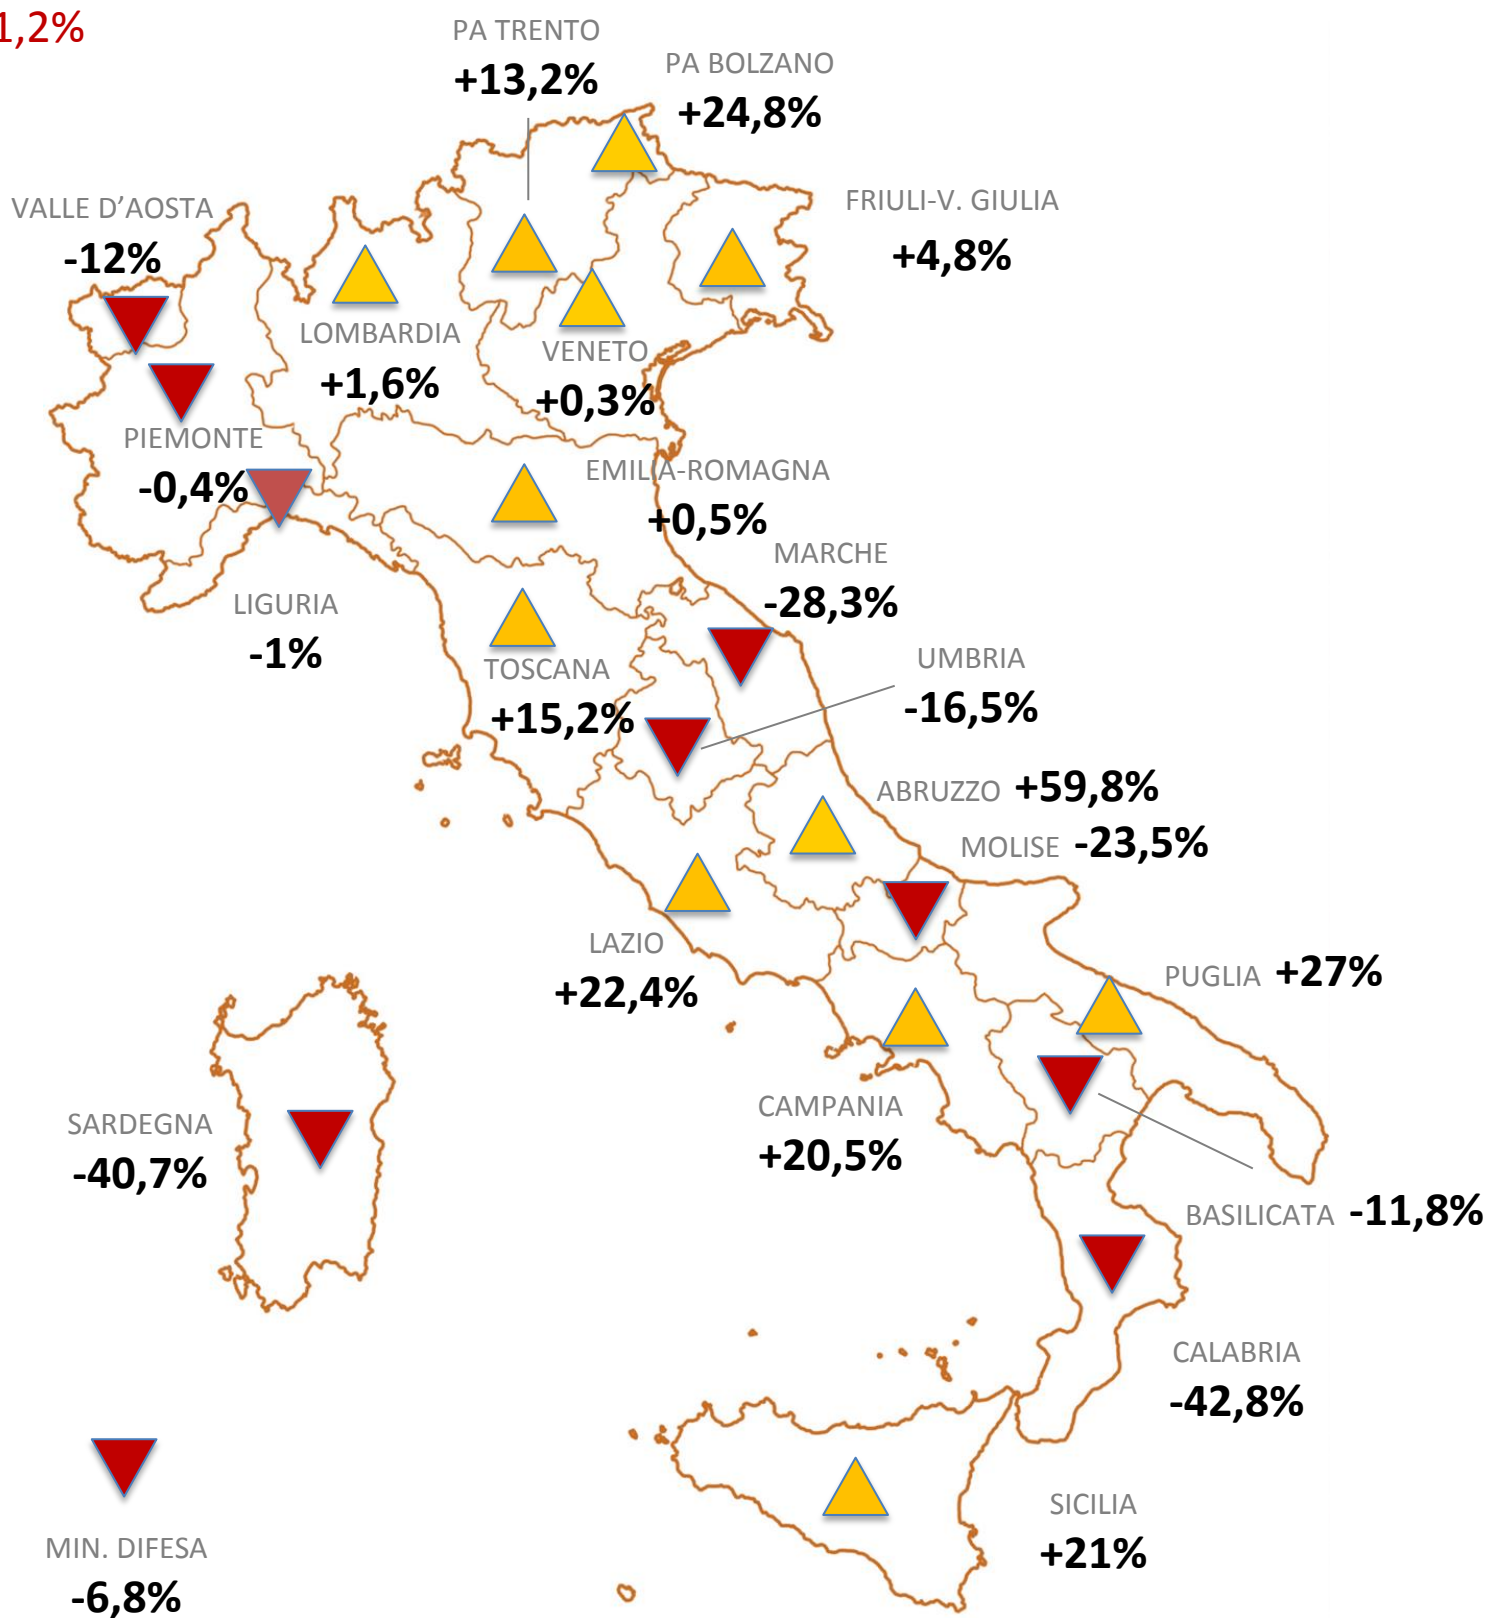 1,2%
PA TRENTO
+13,2%
PA BOLZANO
+24,8%
VALLE D’AOSTA
-12%
FRIULI-V. GIULIA
+4,8%
LOMBARDIA
+1,6%
VENETO
+0,3%
PIEMONTE
-0,4%
EMILIA-ROMAGNA
+0,5%
MARCHE
-28,3%
LIGURIA
-1%
TOSCANA
+15,2%
UMBRIA
-16,5%
ABRUZZO +59,8%
MOLISE -23,5%
LAZIO
+22,4%
PUGLIA +27%
CAMPANIA
+20,5%
SARDEGNA
-40,7%
BASILICATA -11,8%
CALABRIA
-42,8%
SICILIA
+21%
MIN. DIFESA
-6,8%